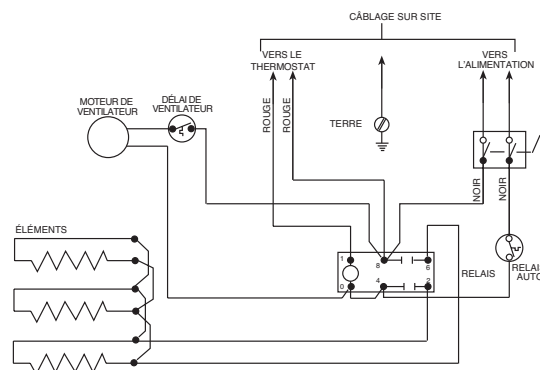 CÂBLAGE SUR SITE
VERS LE
THERMOSTAT
VERS
L'ALIMENTATION
MOTEUR DE
VENTILATEUR
DÉLAI DE
VENTILATEUR
ROUGE
ROUGE
TERRE
NOIR
NOIR
ÉLÉMENTS
1
8
6
0
4
2
RELAIS
RELAI
AUTO